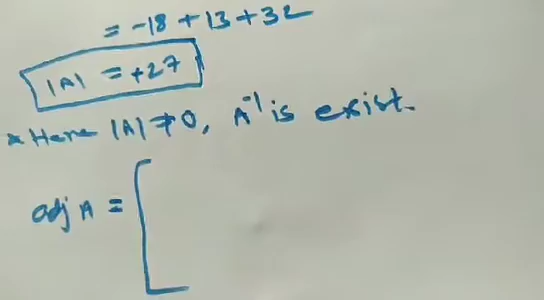 = -18 + 13 + 32
|A| = +27
* Here |A| ≠ 0, A⁻¹ is exist.
adj A = [